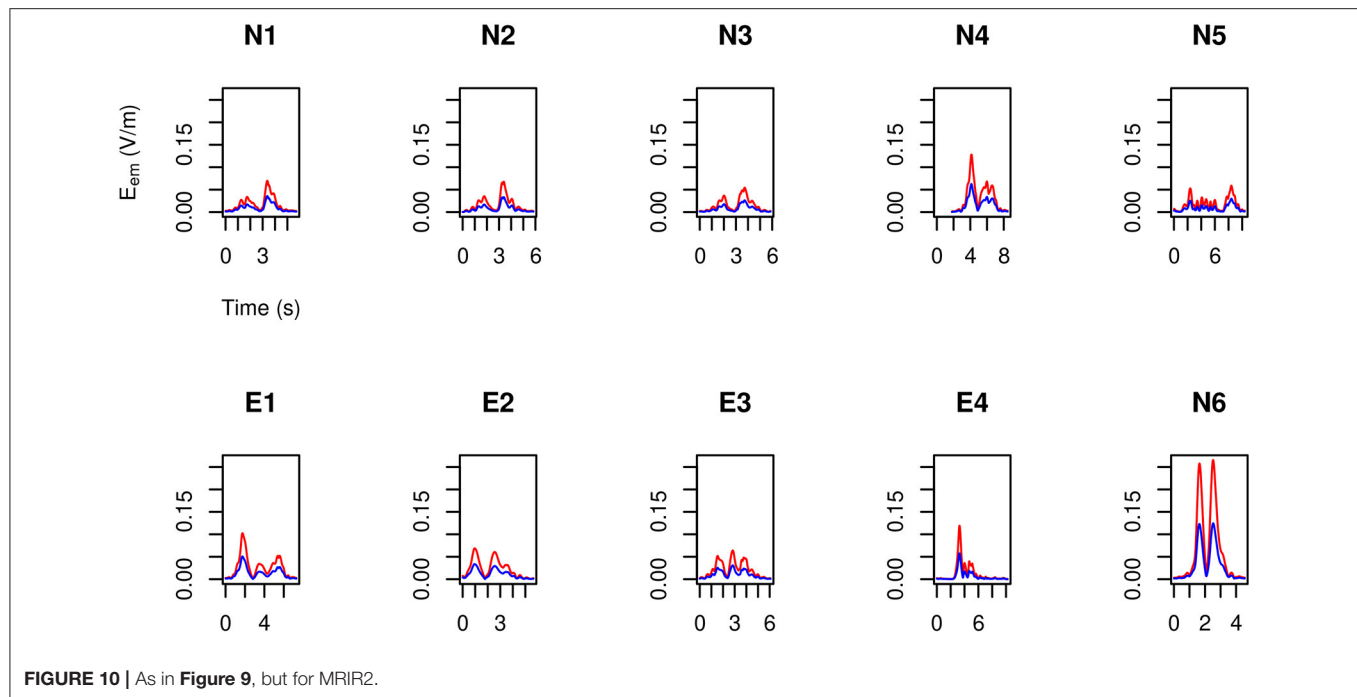 N1 N2 N3 N4 N5
E_em (V/m)
0.00 0.15 0.00 0.15 0.00 0.15 0.00 0.15 0.00 0.15
0 3 0 3 6 0 3 6 0 4 8 0 6
Time (s)
E1 E2 E3 E4 N6
0.00 0.15 0.00 0.15 0.00 0.15 0.00 0.15 0.00 0.15
0 4 0 3 0 3 6 0 6 0 2 4
FIGURE 10 | As in Figure 9, but for MRIR2.